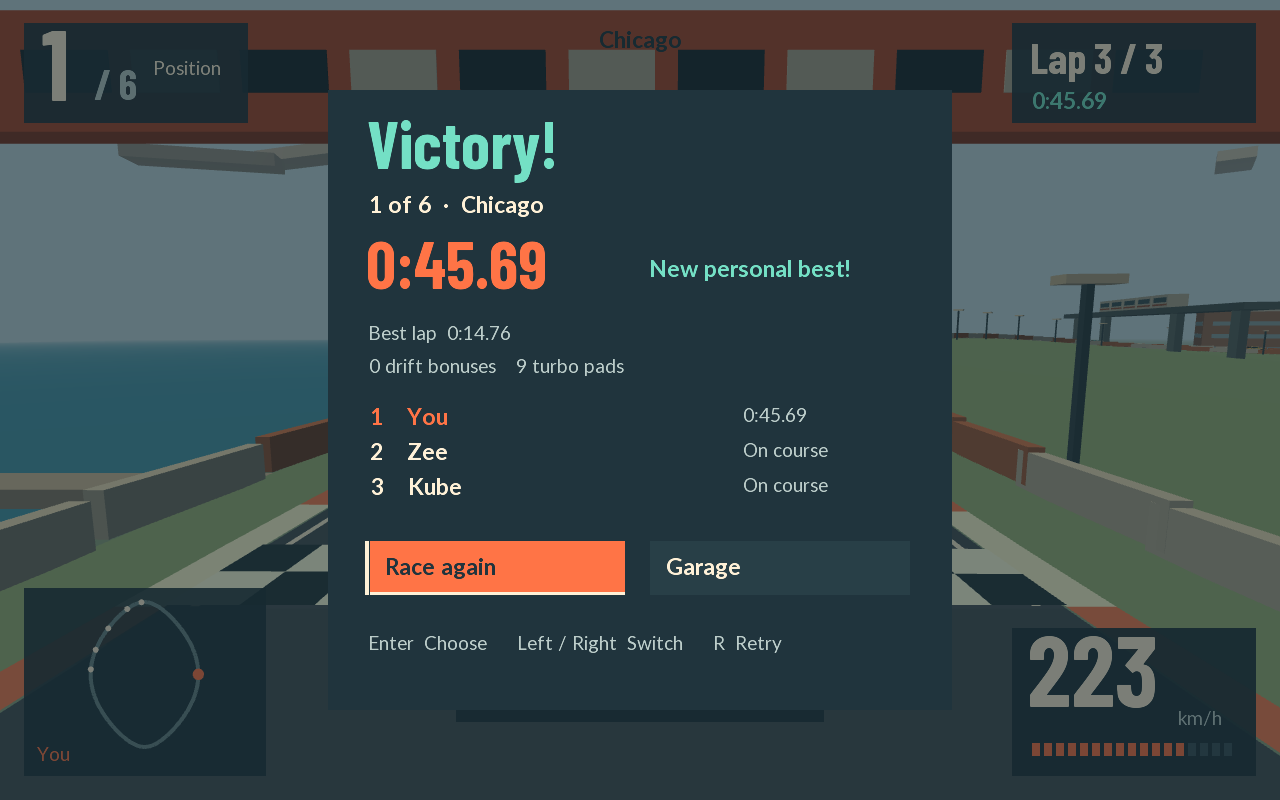 Chicago
1 / 6 Position
Lap 3 / 3
0:45.69
Victory!
1 of 6 · Chicago
0:45.69
New personal best!
Best lap 0:14.76
0 drift bonuses 9 turbo pads
1 You 0:45.69
2 Zee On course
3 Kube On course
Race again
Garage
Enter Choose Left / Right Switch R Retry
You
223
km/h